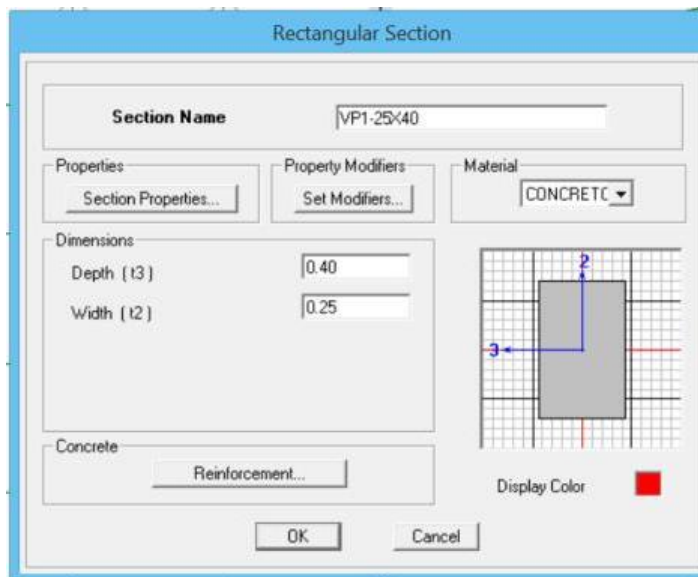 Rectangular Section
Section Name VP1-25X40
Properties Property Modifiers Material
Section Properties... Set Modifiers... CONCRETC
Dimensions
Depth ( t3 ) 0.40
Width ( t2 ) 0.25
2
3
Concrete
Reinforcement...
Display Color
OK Cancel